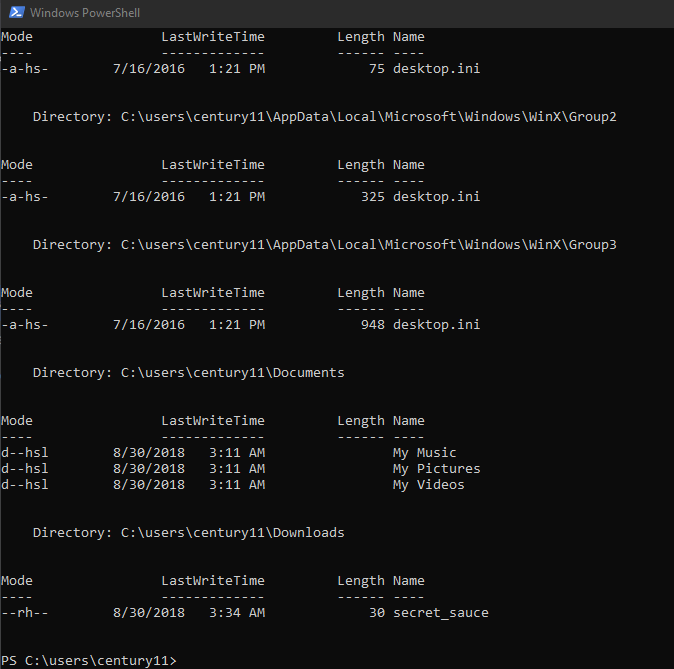 Windows PowerShell
Mode                LastWriteTime         Length Name
----                -------------         ------ ----
-a-hs-        7/16/2016   1:21 PM             75 desktop.ini
    Directory: C:\users\century11\AppData\Local\Microsoft\Windows\WinX\Group2
Mode                LastWriteTime         Length Name
----                -------------         ------ ----
-a-hs-        7/16/2016   1:21 PM            325 desktop.ini
    Directory: C:\users\century11\AppData\Local\Microsoft\Windows\WinX\Group3
Mode                LastWriteTime         Length Name
----                -------------         ------ ----
-a-hs-        7/16/2016   1:21 PM            948 desktop.ini
    Directory: C:\users\century11\Documents
Mode                LastWriteTime         Length Name
----                -------------         ------ ----
d--hsl        8/30/2018   3:11 AM                My Music
d--hsl        8/30/2018   3:11 AM                My Pictures
d--hsl        8/30/2018   3:11 AM                My Videos
    Directory: C:\users\century11\Downloads
Mode                LastWriteTime         Length Name
----                -------------         ------ ----
--rh--        8/30/2018   3:34 AM             30 secret_sauce
PS C:\users\century11>